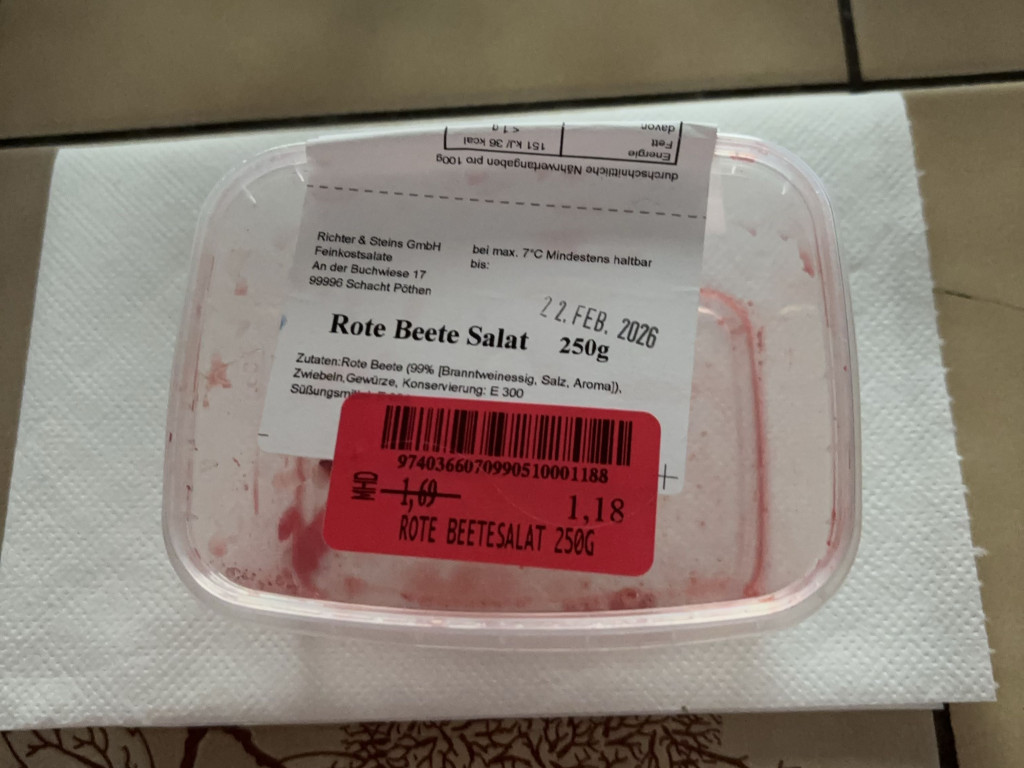 durchschnittliche Nährwertangaben pro 100g
Energie 151 kJ/ 36 kcal
Fett < 1 g
davon
Richter & Steins GmbH
Feinkostsalate
An der Buchwiese 17
99996 Schacht Pöthen
bei max. 7°C Mindestens haltbar
bis:
22. FEB. 2026
Rote Beete Salat 250g
Zutaten:Rote Beete (99% [Branntweinessig, Salz, Aroma]),
Zwiebeln,Gewürze, Konservierung: E 300
9740366070990510001188
MHD
1,69
1,18
ROTE BEETESALAT 250G